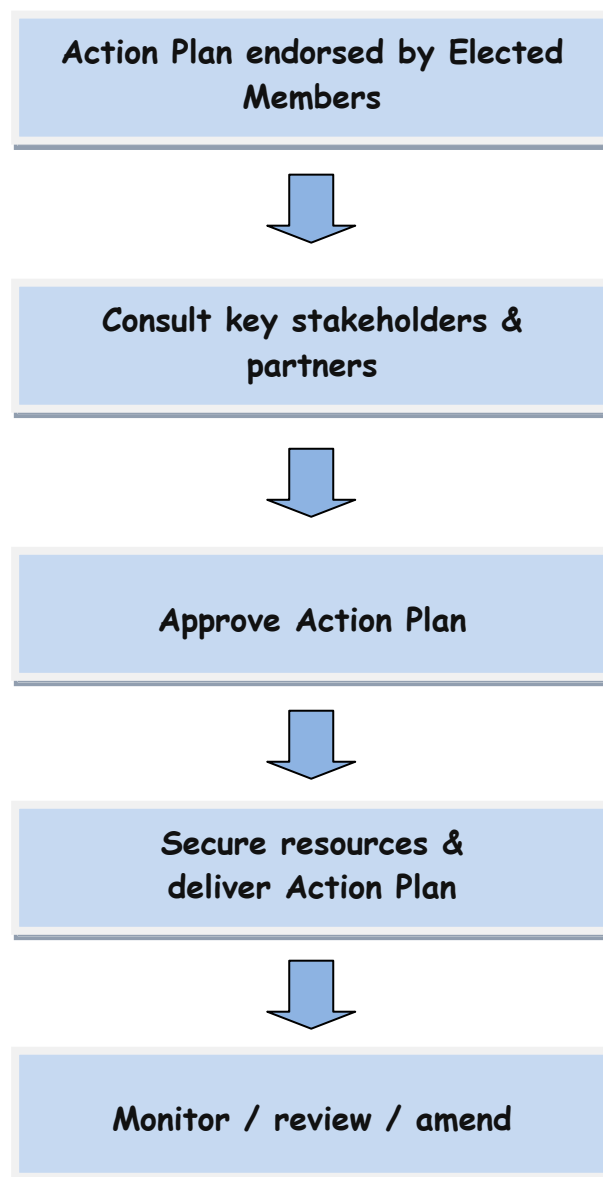 Action Plan endorsed by Elected
Members
Consult key stakeholders &
partners
Approve Action Plan
Secure resources &
deliver Action Plan
Monitor / review / amend